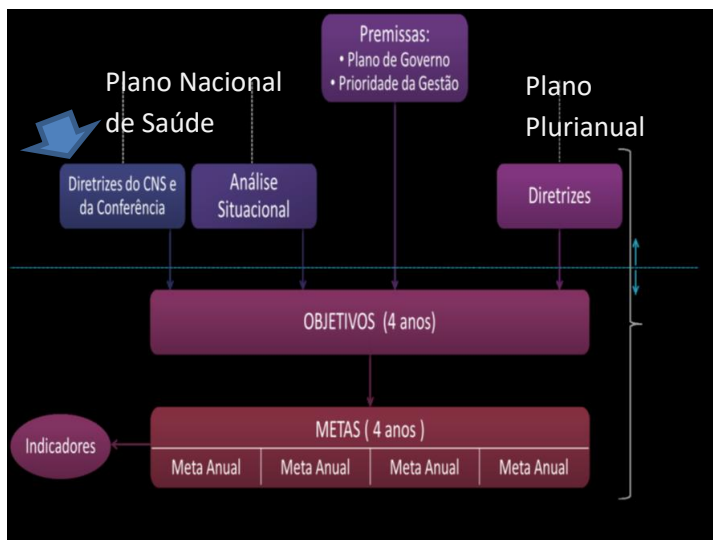 Premissas:
• Plano de Governo
• Prioridade da Gestão
Plano Nacional
de Saúde
Plano
Plurianual
Diretrizes do CNS e
da Conferência
Análise
Situacional
Diretrizes
OBJETIVOS (4 anos)
METAS ( 4 anos )
Meta Anual
Meta Anual
Meta Anual
Meta Anual
Indicadores